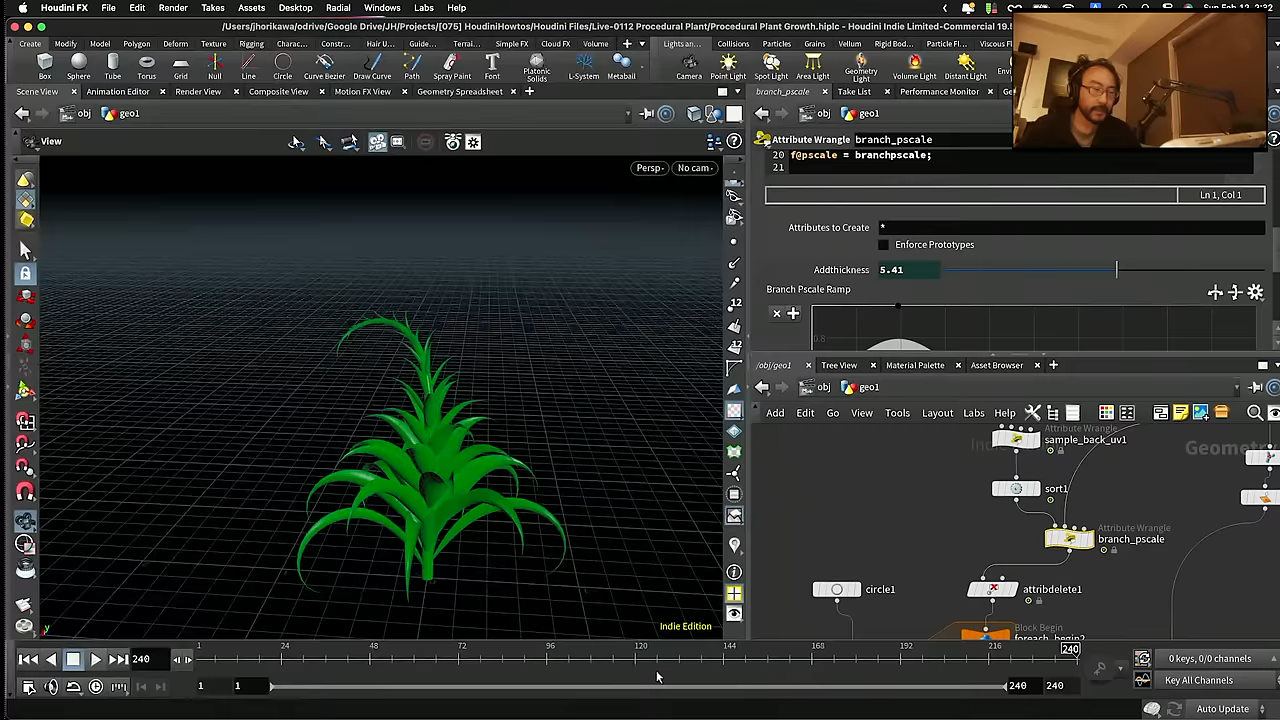 Houdini FX File Edit Render Takes Assets Desktop Radial Windows Labs Help
/Users/jhorikawa/odrive/Google Drive/JH/Projects/[075] HoudiniHowtos/Houdini Files/Live-0112 Procedural Plant/Procedural Plant Growth.hiplc - Houdini Indie Limited-Commercial 19.5
Create Modify Model Polygon Deform Texture Rigging Charac... Constr... Hair U... Guide... Terrai... Simple FX Cloud FX Volume
Lights an... Collisions Particles Grains Vellum Rigid Bod... Particle Fl... Viscous
Box Sphere Tube Torus Grid Null Line Circle Curve Bezier Draw Curve Path Spray Paint Font Platonic Solids L-System Metaball
Camera Point Light Spot Light Area Light Geometry Light Volume Light Distant Light
Scene View Animation Editor Render View Composite View Motion FX View Geometry Spreadsheet
branch_pscale Take List Performance Monitor
obj geo1
obj geo1
View
Attribute Wrangle branch_pscale
Persp No cam
20 f@pscale = branchpscale;
21
Ln 1, Col 1
Attributes to Create *
Enforce Prototypes
Addthickness 5.41
Branch Pscale Ramp
0.8
12
12
/obj/geo1 Tree View Material Palette Asset Browser
obj geo1
Add Edit Go View Tools Layout Labs Help
Attribute Wrangle
sample_back_uv1
sort1
Attribute Wrangle
branch_pscale
circle1
attribdelete1
Block Begin
foreach_begin2
Indie Edition
240 1 24 48 72 96 120 144 168 192 216 240
0 keys, 0/0 channels
1 1 240 240
Key All Channels
Auto Update